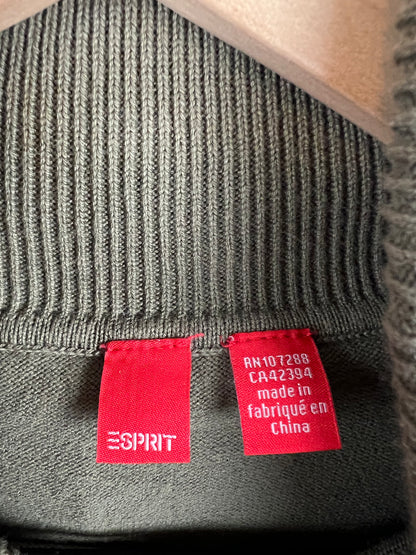 ESPRIT
RN107288
CA42394
made in
fabriqué en
China